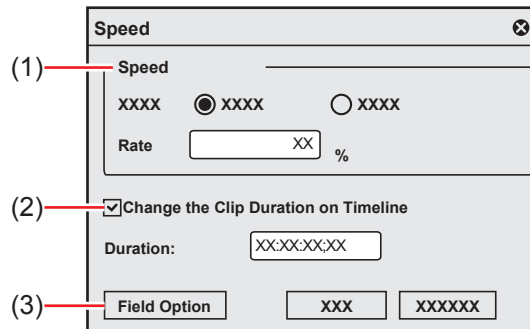 Speed
(1) Speed
XXXX XXXX XXXX
Rate XX %
(2) Change the Clip Duration on Timeline
Duration: XX:XX:XX;XX
(3) Field Option XXX XXXXXX